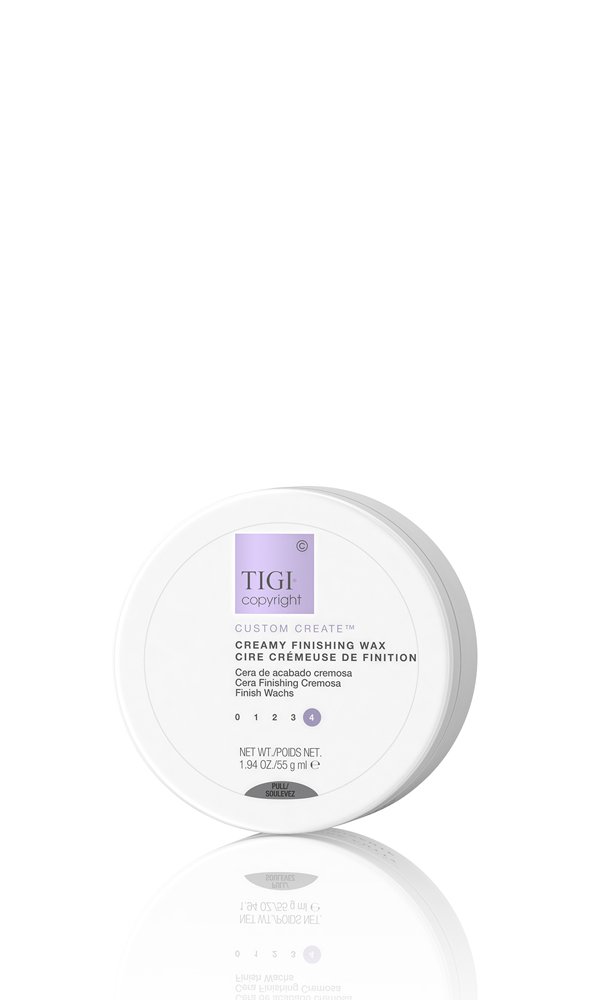 ©
TIGI®
copyright
CUSTOM CREATE™
CREAMY FINISHING WAX
CIRE CRÉMEUSE DE FINITION
Cera de acabado cremosa
Cera Finishing Cremosa
Finish Wachs
0 1 2 3 4
NET WT./POIDS NET.
1.94 OZ./55 g ml ℮
PULL/
SOULEVEZ